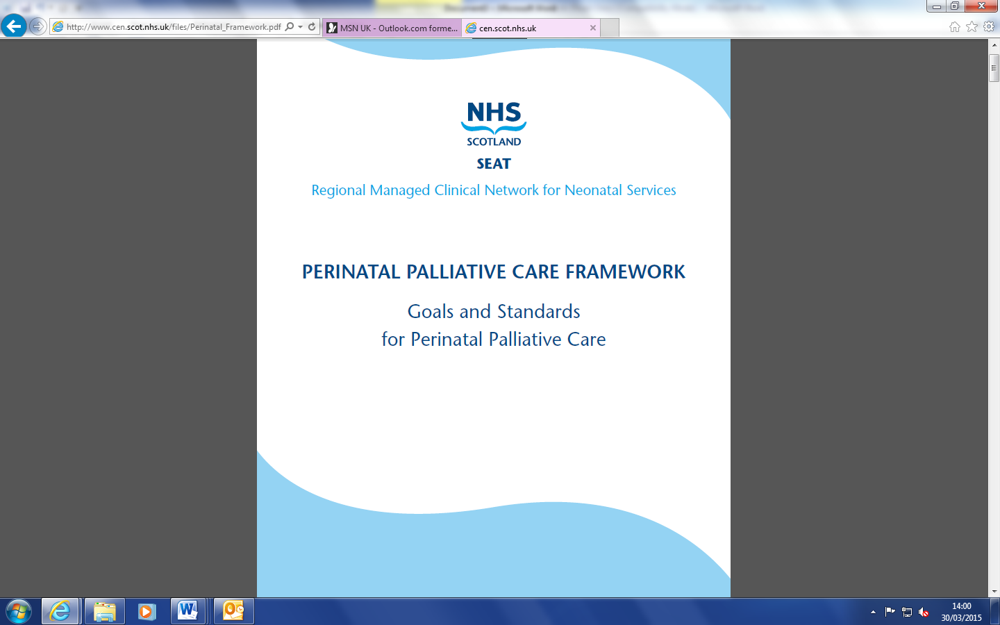 http://www.cen.scot.nhs.uk/files/Perinatal_Framework.pdf
MSN UK - Outlook.com forme...
cen.scot.nhs.uk
NHS
SCOTLAND
SEAT
Regional Managed Clinical Network for Neonatal Services
PERINATAL PALLIATIVE CARE FRAMEWORK
Goals and Standards
for Perinatal Palliative Care
14:00
30/03/2015